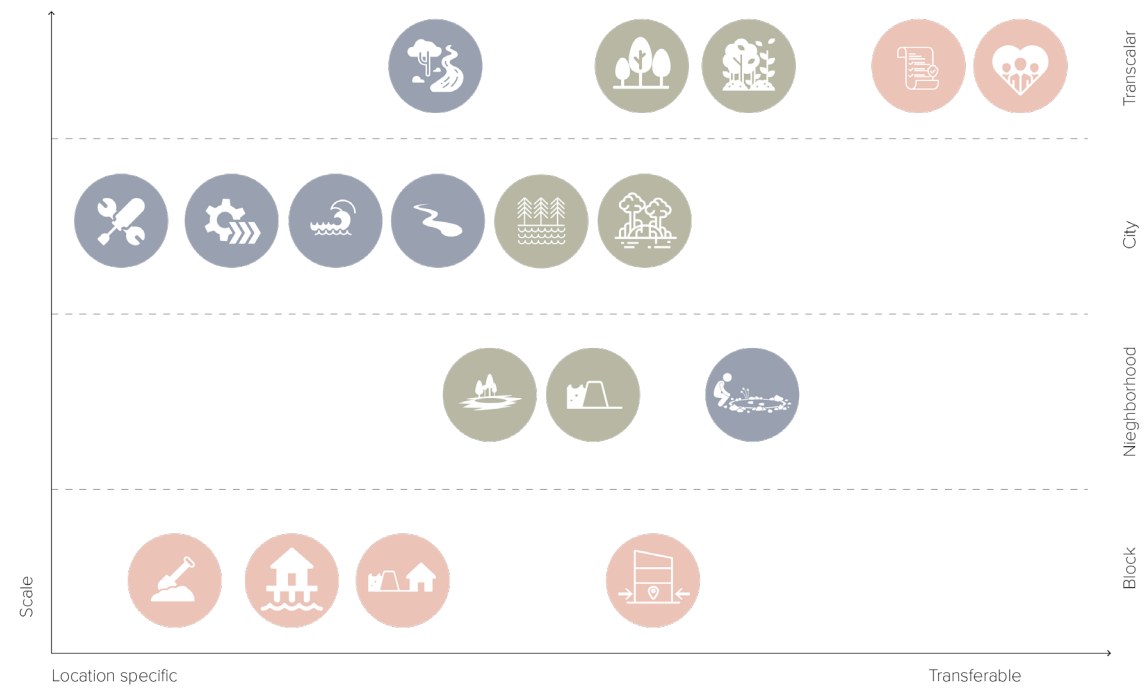 Transcalar
City
Nieghborhood
Block
Scale
Location specific
Transferable